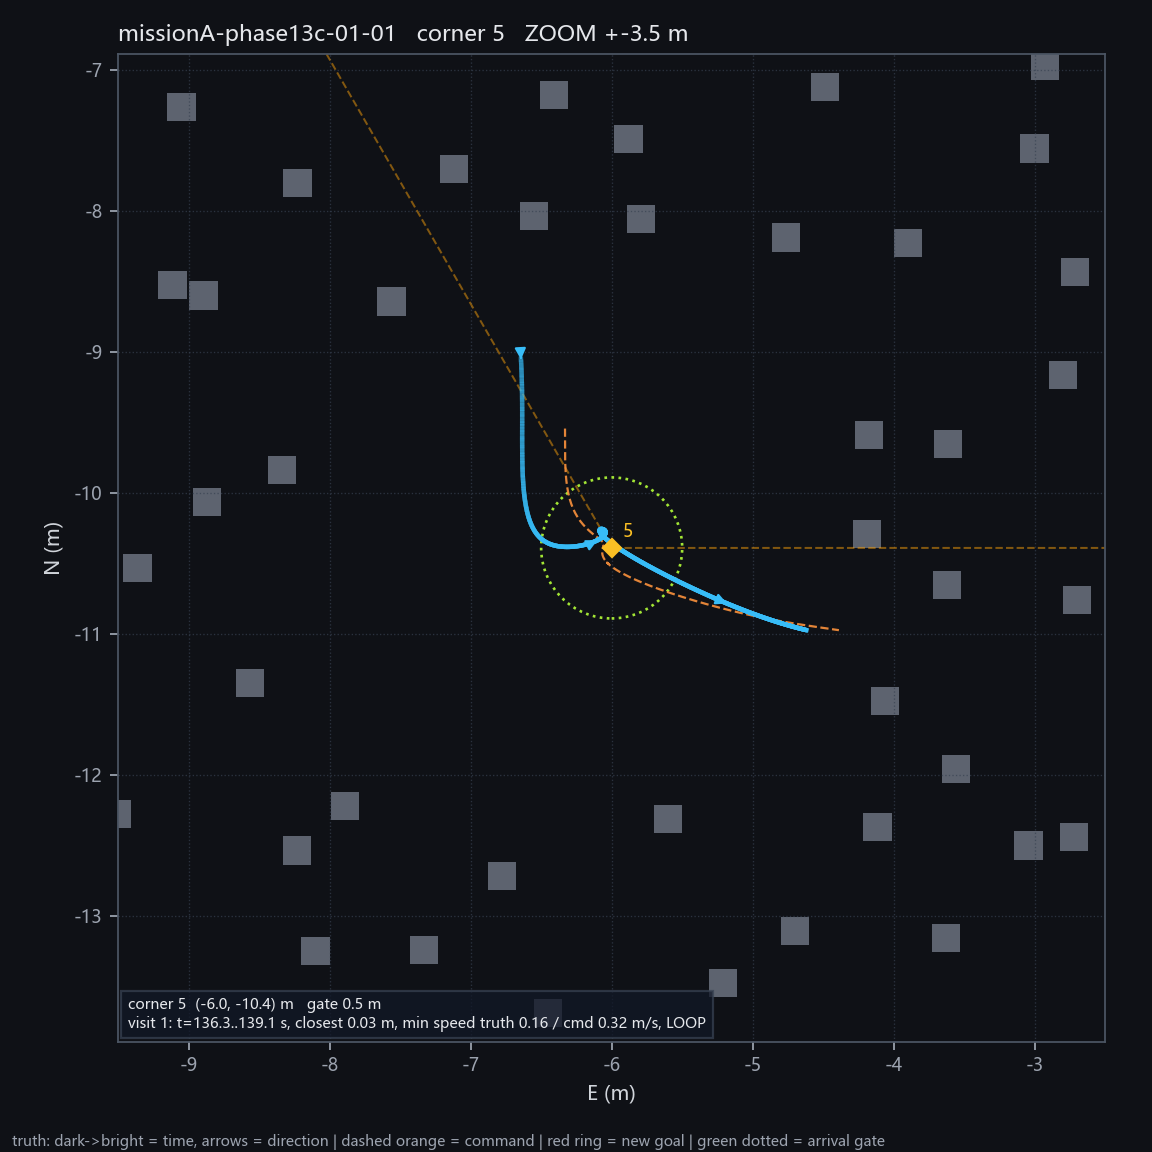 missionA-phase13c-01-01   corner 5   ZOOM +-3.5 m
-7
-8
-9
-10
-11
-12
-13
N (m)
5
corner 5  (-6.0, -10.4) m   gate 0.5 m
visit 1: t=136.3..139.1 s, closest 0.03 m, min speed truth 0.16 / cmd 0.32 m/s, LOOP
-9 -8 -7 -6 -5 -4 -3
E (m)
truth: dark->bright = time, arrows = direction | dashed orange = command | red ring = new goal | green dotted = arrival gate